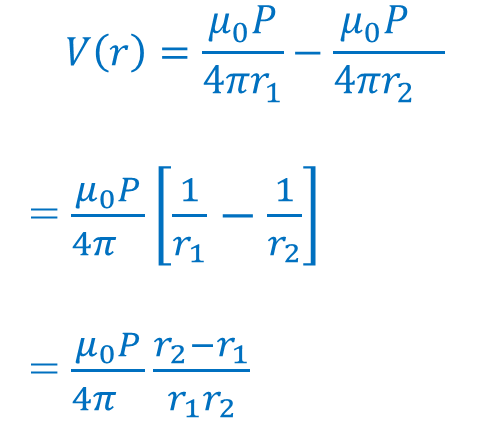 V(r) = μ₀P/4πr₁ − μ₀P/4πr₂
= μ₀P/4π [1/r₁ − 1/r₂]
= μ₀P/4π r₂−r₁/r₁r₂